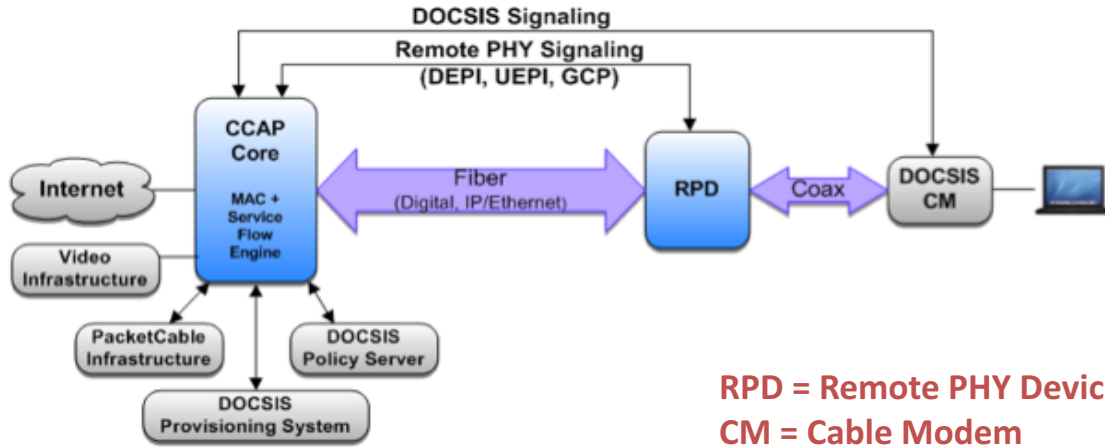 DOCSIS Signaling
Remote PHY Signaling
(DEPI, UEPI, GCP)
CCAP
Core
MAC +
Service
Flow
Engine
Internet
Video
Infrastructure
PacketCable
Infrastructure
DOCSIS
Provisioning System
DOCSIS
Policy Server
Fiber
(Digital, IP/Ethernet)
RPD
Coax
DOCSIS
CM
RPD = Remote PHY Devic
CM = Cable Modem